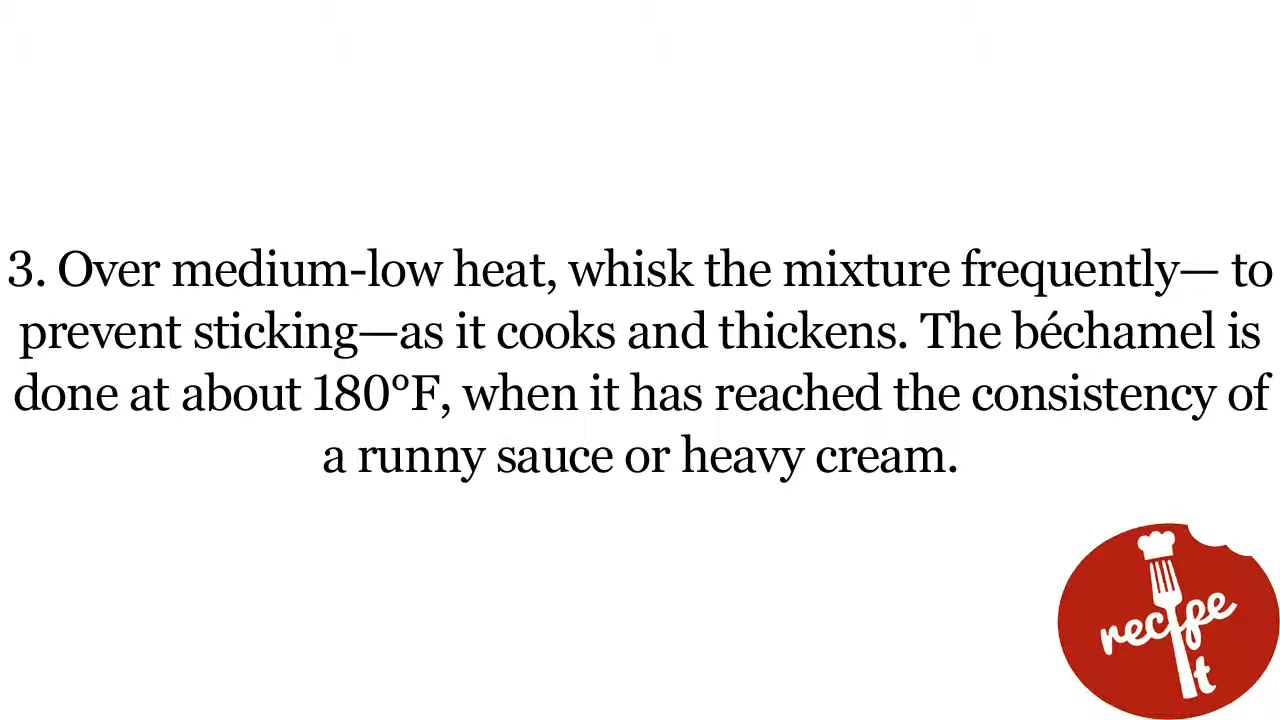 3. Over medium-low heat, whisk the mixture frequently— to
prevent sticking—as it cooks and thickens. The béchamel is
done at about 180°F, when it has reached the consistency of
a runny sauce or heavy cream.
recipe
it